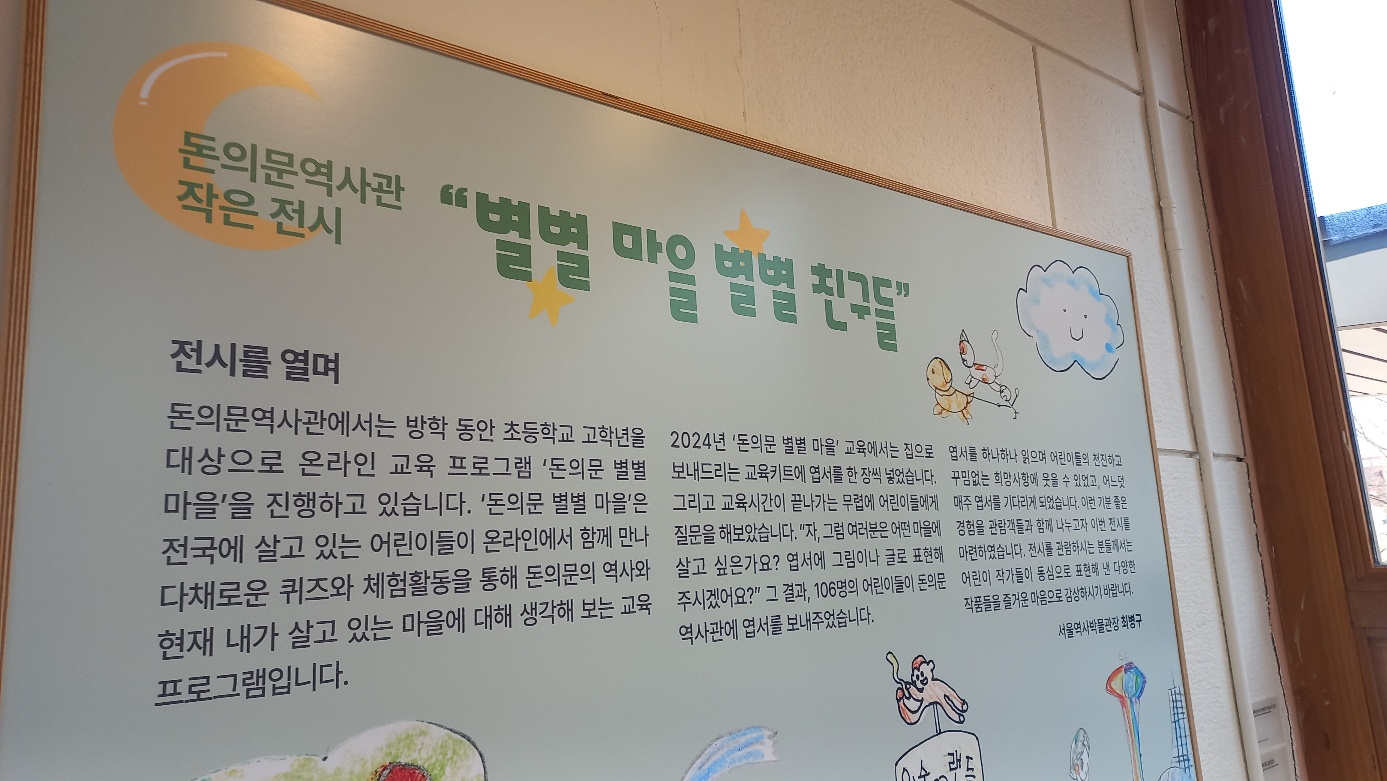 돈의문역사관
작은 전시
“별별 마을 별별 친구들”
전시를 열며
돈의문역사관에서는 방학 동안 초등학교 고학년을
대상으로 온라인 교육 프로그램 ‘돈의문 별별
마을’을 진행하고 있습니다. ‘돈의문 별별 마을’은
전국에 살고 있는 어린이들이 온라인에서 함께 만나
다채로운 퀴즈와 체험활동을 통해 돈의문의 역사와
현재 내가 살고 있는 마을에 대해 생각해 보는 교육
프로그램입니다.
2024년 ‘돈의문 별별 마을’ 교육에서는 집으로
보내드리는 교육키트에 엽서를 한 장씩 넣었습니다.
그리고 교육시간이 끝나가는 무렵에 어린이들에게
질문을 해보았습니다. “자, 그럼 여러분은 어떤 마을에
살고 싶은가요? 엽서에 그림이나 글로 표현해
주시겠어요?” 그 결과, 106명의 어린이들이 돈의문
역사관에 엽서를 보내주었습니다.
엽서를 하나하나 읽으며 어린이들의 천진하고
꾸밈없는 희망사항에 웃을 수 있었고, 어느덧
매주 엽서를 기다리게 되었습니다. 이런 기분 좋은
경험을 관람객들과 함께 나누고자 이번 전시를
마련하였습니다. 전시를 관람하시는 분들께서는
어린이 작가들이 동심으로 표현해 낸 다양한
작품들을 즐거운 마음으로 감상하시기 바랍니다.
서울역사박물관장 최병구